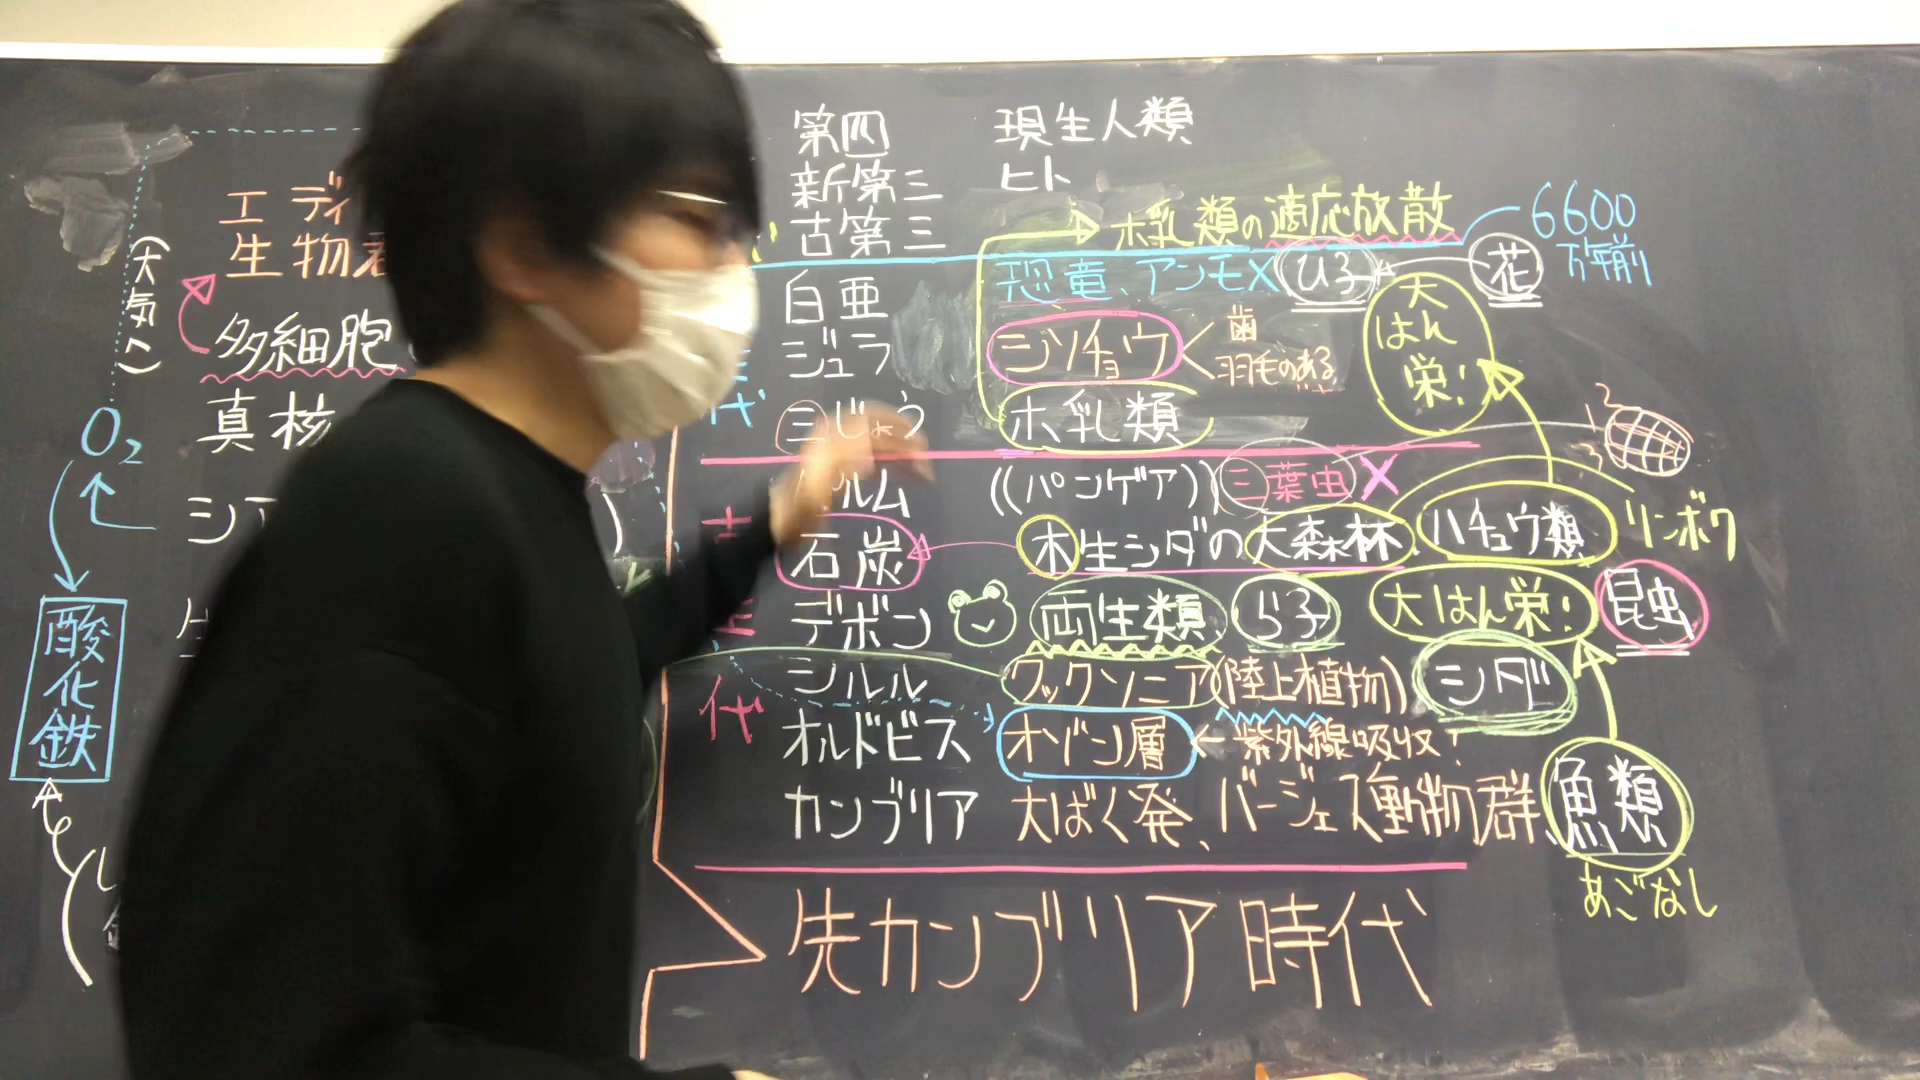 エディ
生物
(大気へ)
多細胞
真核
O2
酸化鉄
第四 現生人類
新第三 ヒト
古第三 ホ乳類の適応放散 6600万年前
白亜 恐竜、アンモX ひ子 花
ジュラ シソチョウ 歯
羽毛のある
大はん栄!
代
三じょう ホ乳類
ルム ((パンゲア)) 三葉虫 X
石炭 木生シダの大森林、ハチュウ類 リンボク
デボン 両生類 ら子 大はん栄! 昆虫
シルル クックソニア(陸上植物) シダ
代
オルドビス オゾン層 ← 紫外線吸収!
カンブリア 大ばく発、バージェス動物群、魚類
あごなし
先カンブリア時代